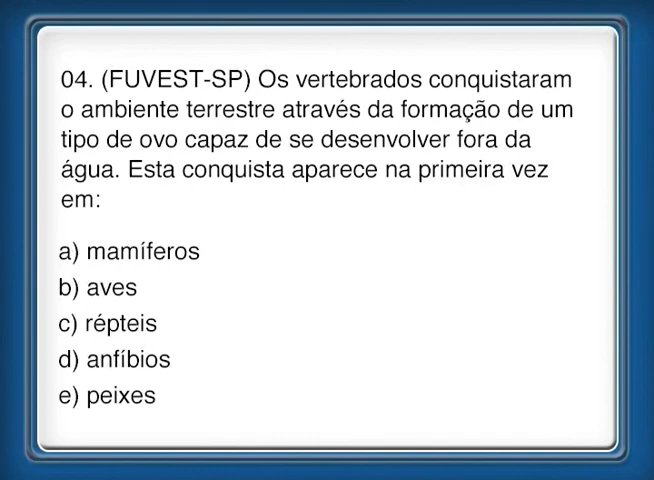 04. (FUVEST-SP) Os vertebrados conquistaram
o ambiente terrestre através da formação de um
tipo de ovo capaz de se desenvolver fora da
água. Esta conquista aparece na primeira vez
em:
a) mamíferos
b) aves
c) répteis
d) anfíbios
e) peixes